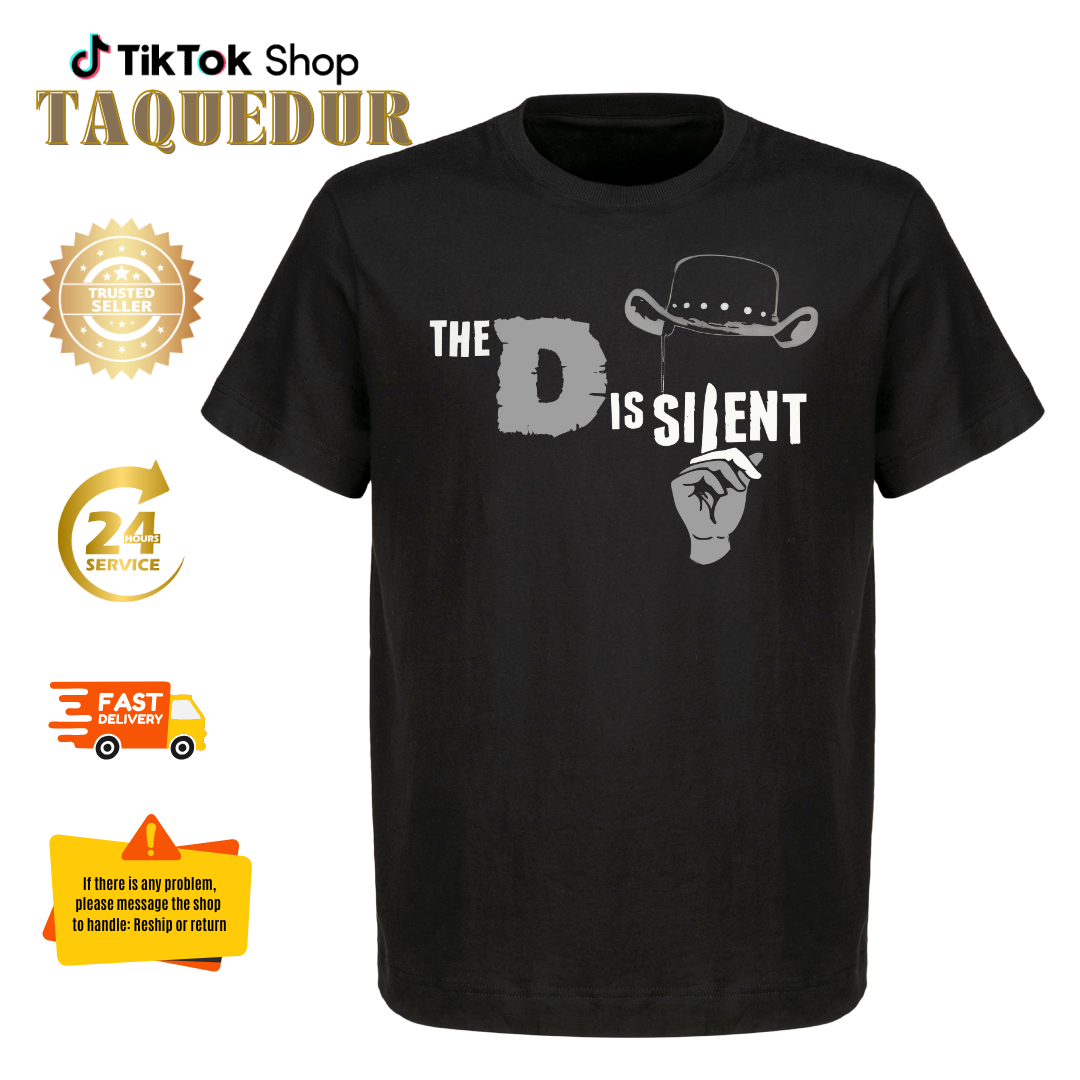 TikTok Shop
TAQUEDUR
TRUSTED
SELLER
24
HOURS
SERVICE
FAST
DELIVERY
If there is any problem,
please message the shop
to handle: Reship or return
THE D IS SILENT